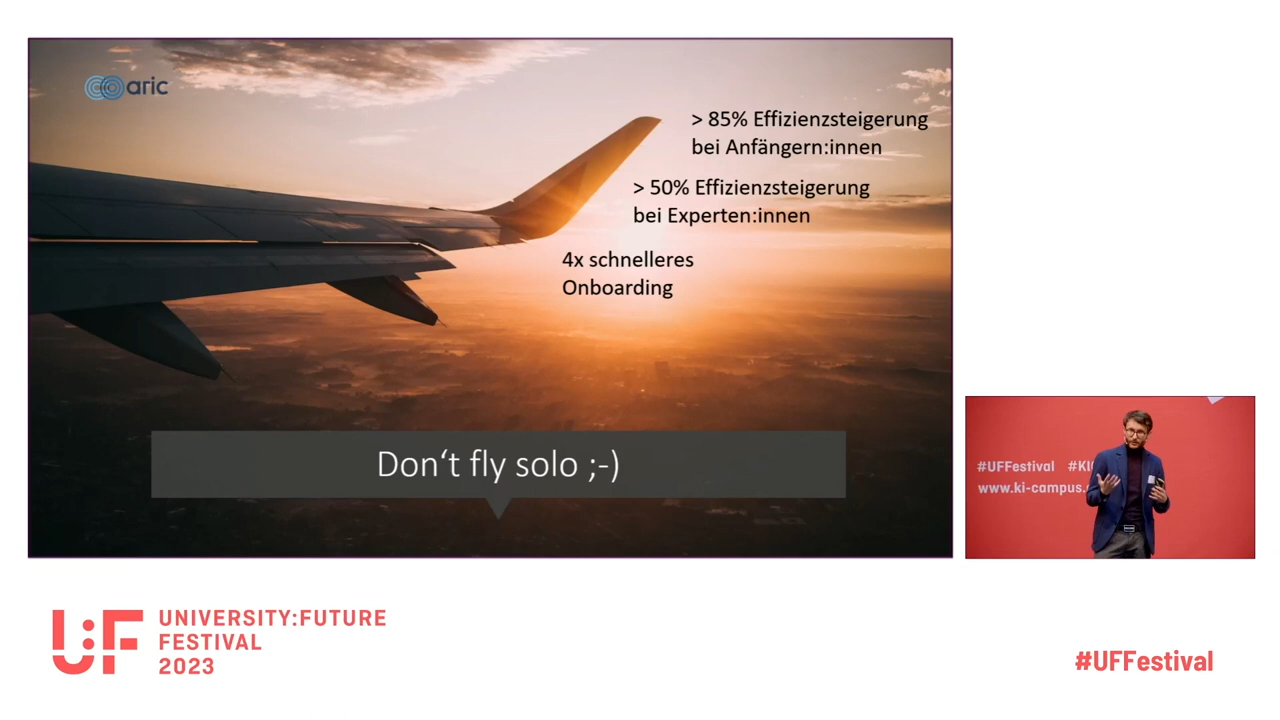 aric
> 85% Effizienzsteigerung
bei Anfängern:innen
> 50% Effizienzsteigerung
bei Experten:innen
4x schnelleres
Onboarding
Don‘t fly solo ;-)
#UFFestival #KI
www.ki-campus.
U:F UNIVERSITY:FUTURE
FESTIVAL
2023
#UFFestival